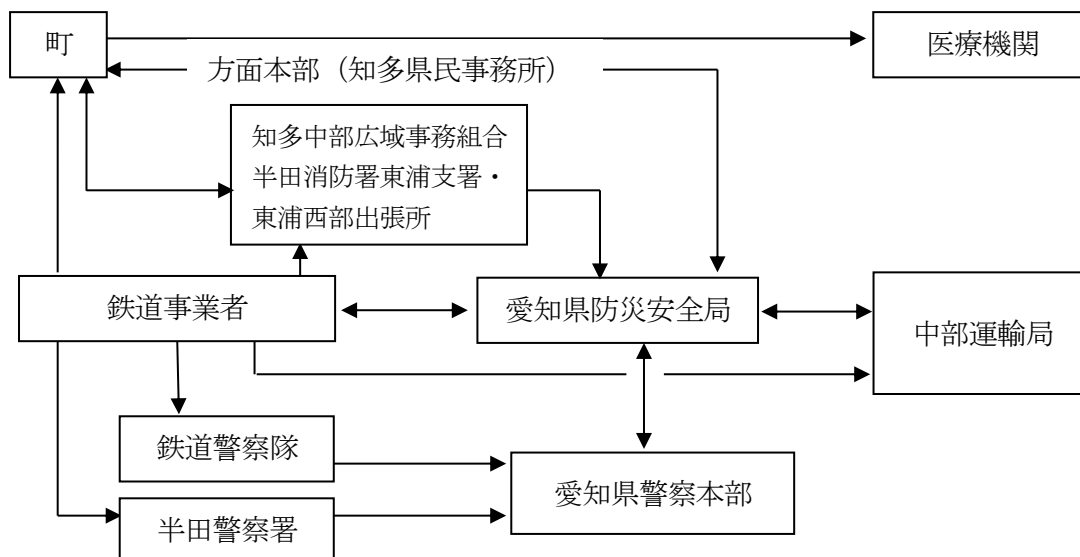 町
医療機関
方面本部（知多県民事務所）
知多中部広域事務組合
半田消防署東浦支署・
東浦西部出張所
鉄道事業者
愛知県防災安全局
中部運輸局
鉄道警察隊
愛知県警察本部
半田警察署